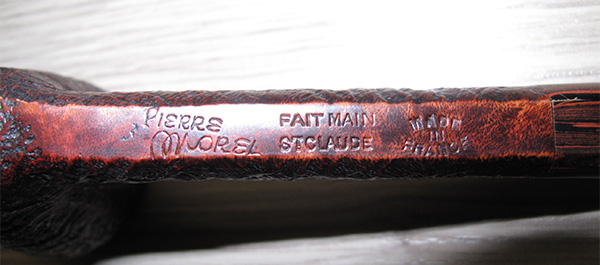 PIERRE
MOREL
FAIT MAIN
ST CLAUDE
MADE
IN
FRANCE